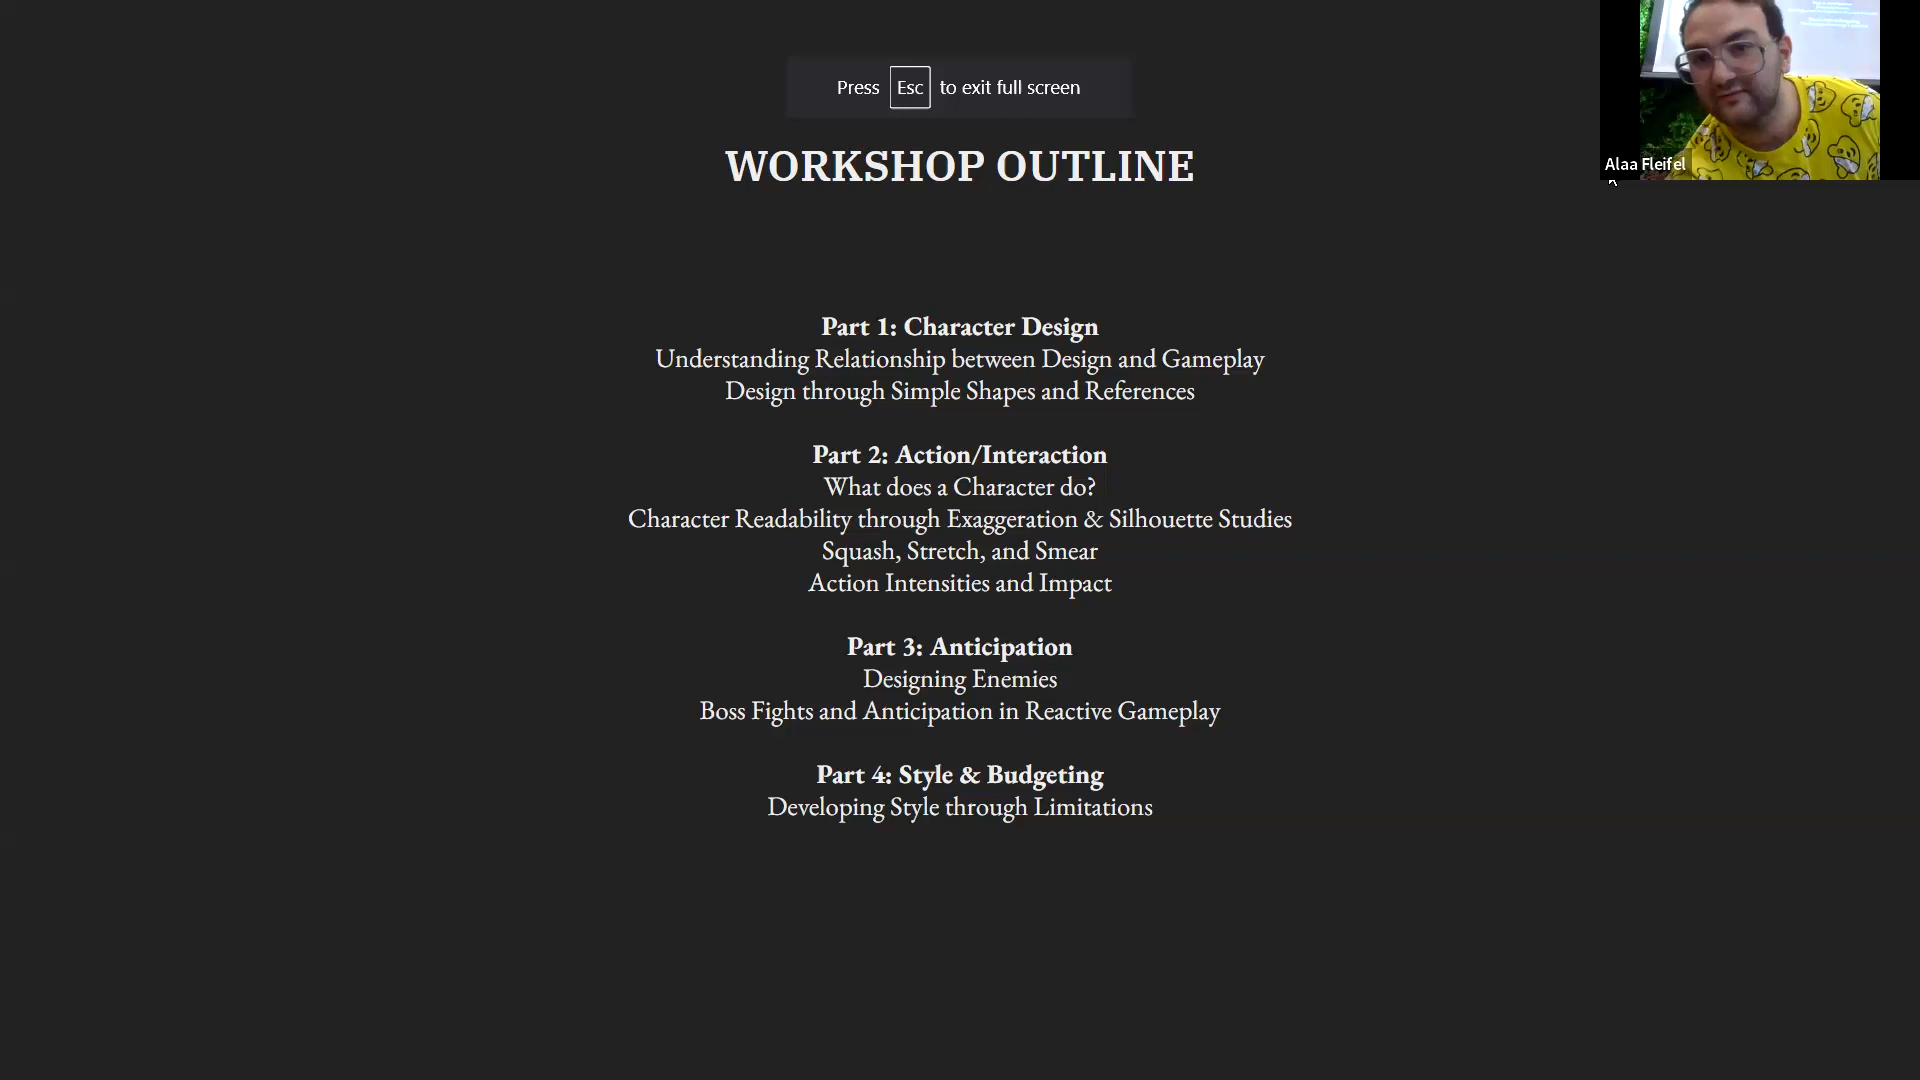 Press Esc to exit full screen
WORKSHOP OUTLINE
Alaa Fleifel
Part 1: Character Design
Understanding Relationship between Design and Gameplay
Design through Simple Shapes and References
Part 2: Action/Interaction
What does a Character do?
Character Readability through Exaggeration & Silhouette Studies
Squash, Stretch, and Smear
Action Intensities and Impact
Part 3: Anticipation
Designing Enemies
Boss Fights and Anticipation in Reactive Gameplay
Part 4: Style & Budgeting
Developing Style through Limitations